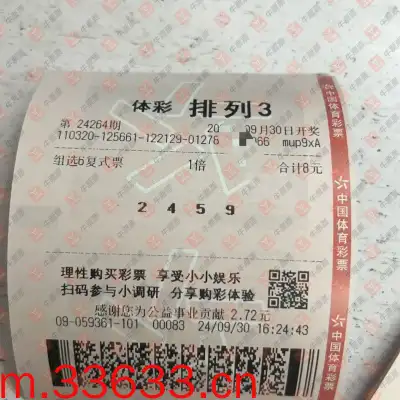 体彩 排列3
第 24264期 20 09月30日开奖
110320-125661-122129-01276 66 mup9xA
组选6复式票 1倍 合计8元
2 4 5 9
理性购买彩票 享受小小娱乐
扫码参与小调研 分享购彩体验
感谢您为公益事业贡献 2.72元
09-059361-101 00083 24/09/30 16:24:43
中国体育彩票
中国体育彩票
m.33633.cn